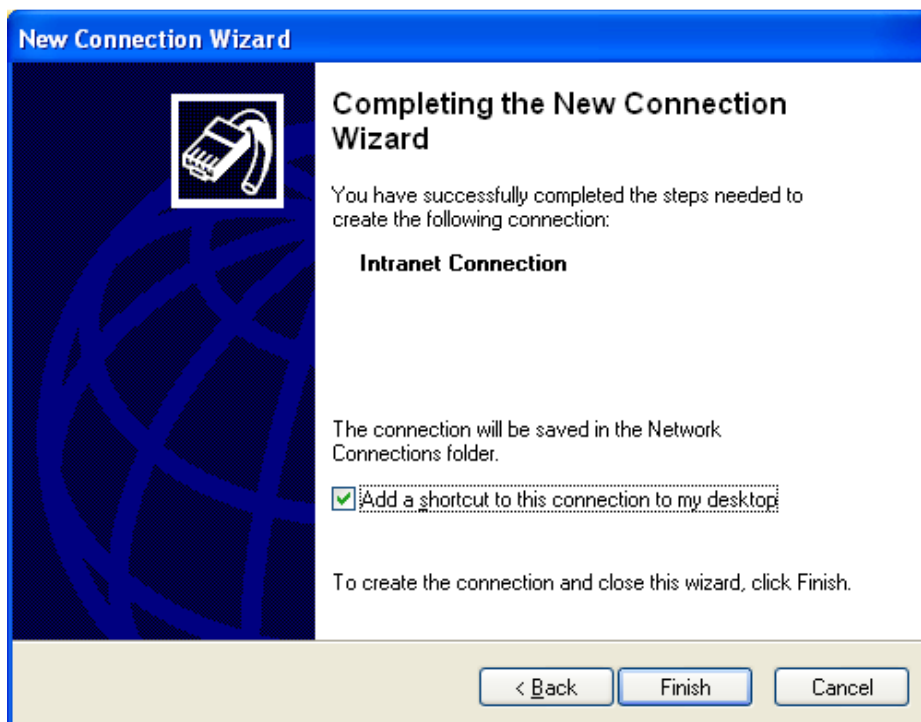 New Connection Wizard
Completing the New Connection
Wizard
You have successfully completed the steps needed to
create the following connection:
Intranet Connection
The connection will be saved in the Network
Connections folder.
Add a shortcut to this connection to my desktop
To create the connection and close this wizard, click Finish.
< Back Finish Cancel